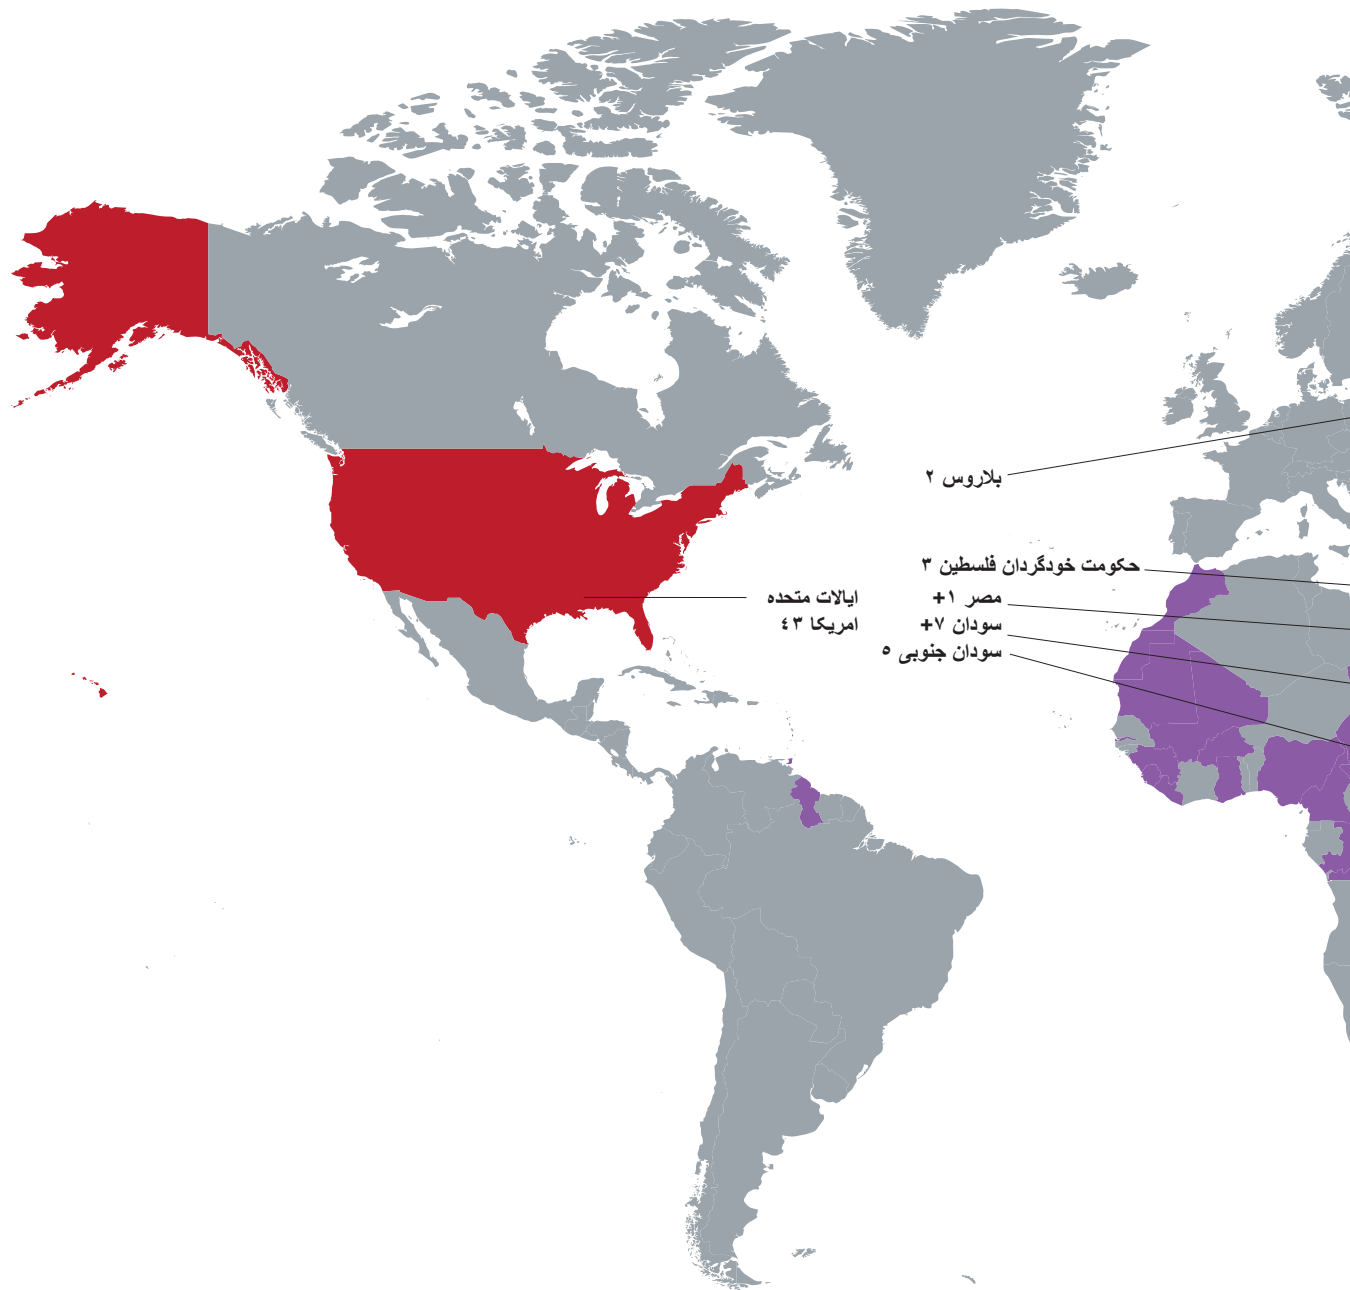 بلاروس ۲
حکومت خودگردان فلسطین ۳
مصر ۱+
سودان ۷+
سودان جنوبی ٥
ایالات متحده
امریکا ٤٣